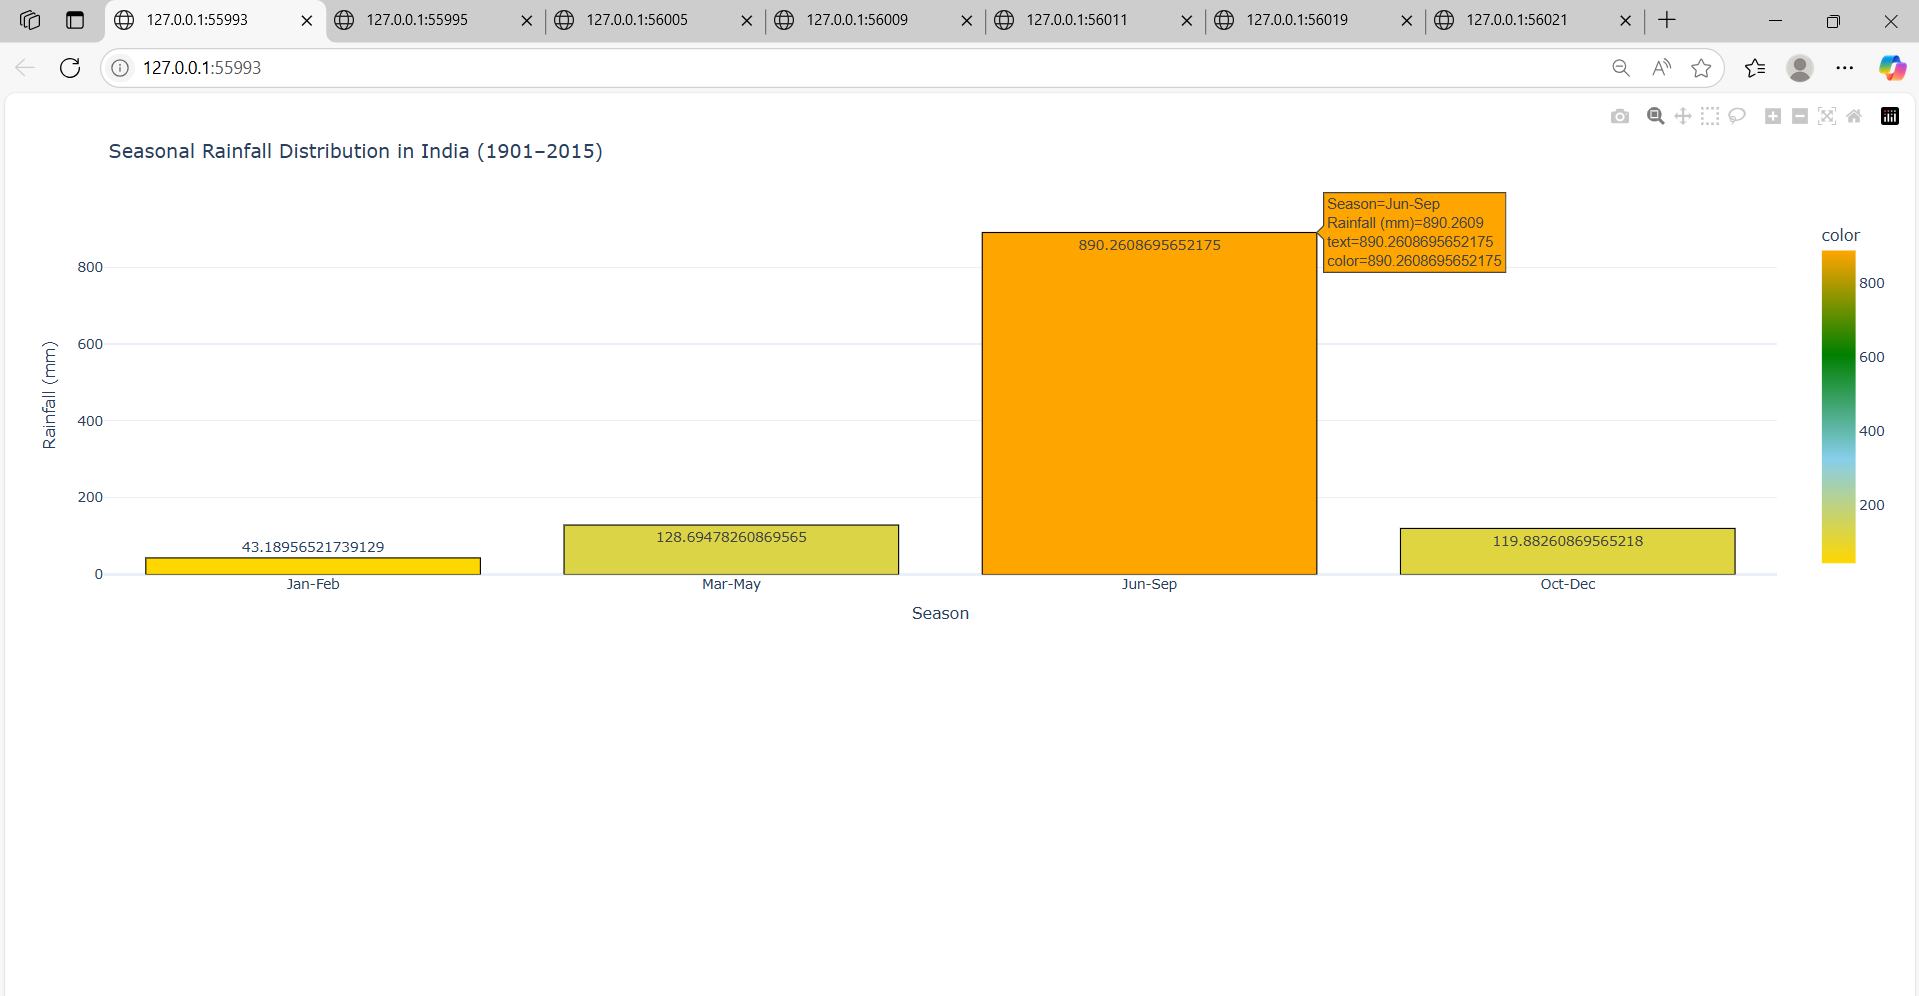 127.0.0.1:55993
127.0.0.1:55995
127.0.0.1:56005
127.0.0.1:56009
127.0.0.1:56011
127.0.0.1:56019
127.0.0.1:56021
127.0.0.1:55993
Seasonal Rainfall Distribution in India (1901–2015)
Season=Jun-Sep
Rainfall (mm)=890.2609
text=890.2608695652175
color=890.2608695652175
890.2608695652175
color
800
600
400
200
800
600
400
200
0
Rainfall (mm)
43.18956521739129
128.69478260869565
119.88260869565218
Jan-Feb
Mar-May
Jun-Sep
Oct-Dec
Season